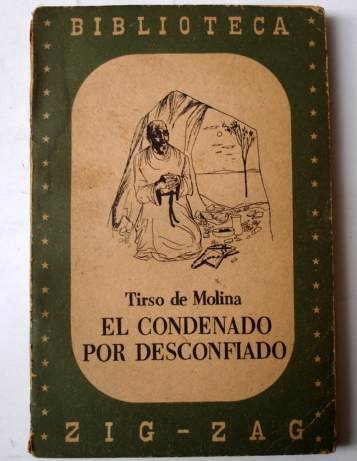 BIBLIOTECA
Tirso de Molina
EL CONDENADO
POR DESCONFIADO
ZIG-ZAG